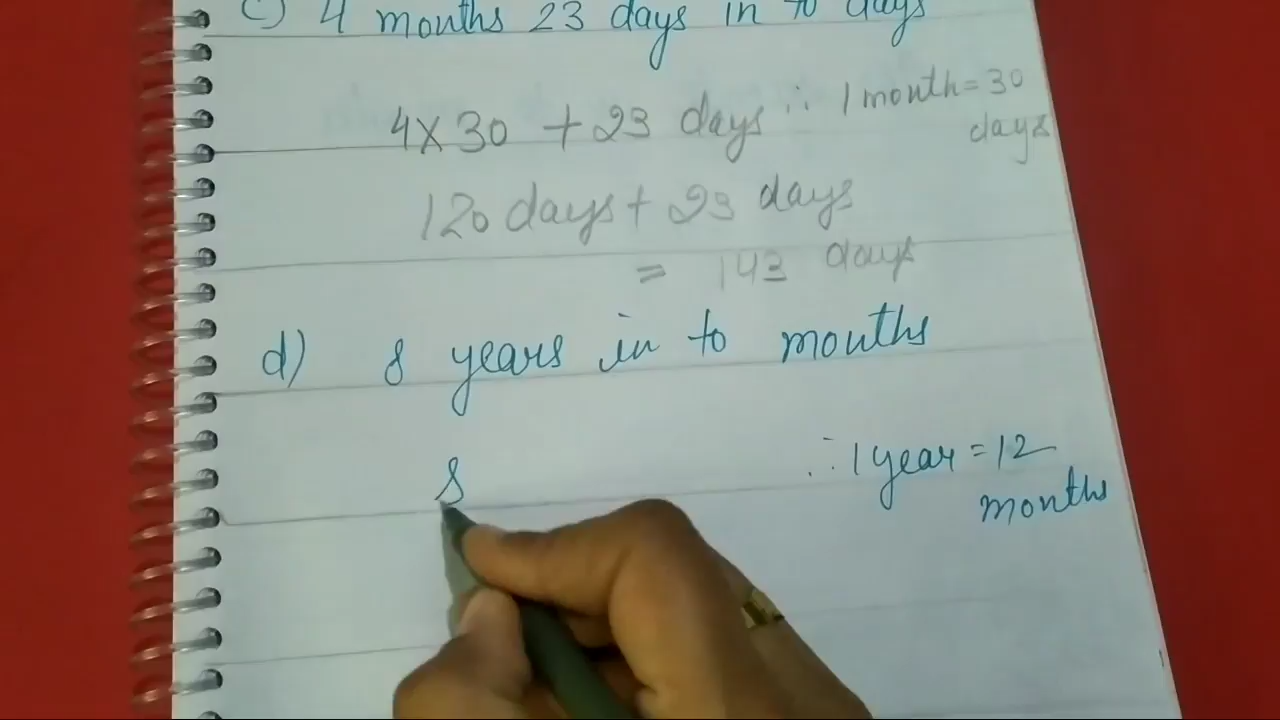 c) 4 months 23 days in to days
4 X 30 + 23 days ∴ 1 month = 30
days
120 days + 23 days
= 143 days
d) 8 years in to months
∴ 1 year = 12
months
8